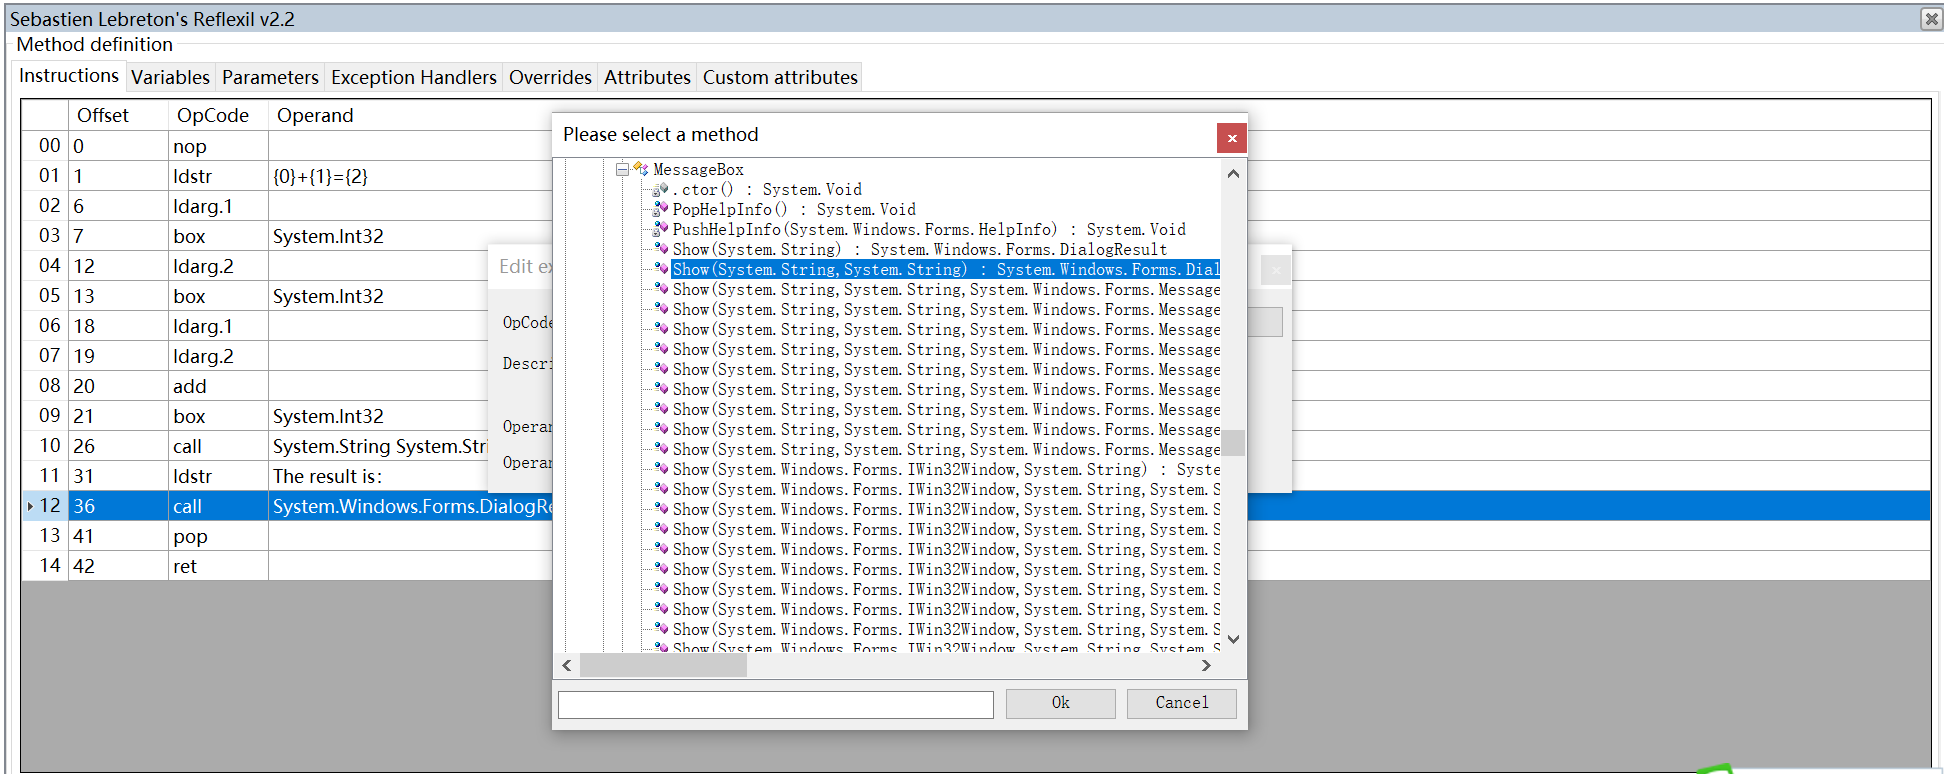 Sebastien Lebreton's Reflexil v2.2
Method definition
Instructions Variables Parameters Exception Handlers Overrides Attributes Custom attributes
Offset OpCode Operand
00 0 nop
01 1 ldstr {0}+{1}={2}
02 6 ldarg.1
03 7 box System.Int32
04 12 ldarg.2
05 13 box System.Int32
06 18 ldarg.1
07 19 ldarg.2
08 20 add
09 21 box System.Int32
10 26 call System.String System.Stri
11 31 ldstr The result is:
12 36 call System.Windows.Forms.DialogRe
13 41 pop
14 42 ret
Edit ex
OpCode
Descri
Operan
Operan
Please select a method
MessageBox
.ctor() : System.Void
PopHelpInfo() : System.Void
PushHelpInfo(System.Windows.Forms.HelpInfo) : System.Void
Show(System.String) : System.Windows.Forms.DialogResult
Show(System.String,System.String) : System.Windows.Forms.Dial
Show(System.String,System.String,System.Windows.Forms.Message
Show(System.String,System.String,System.Windows.Forms.Message
Show(System.String,System.String,System.Windows.Forms.Message
Show(System.String,System.String,System.Windows.Forms.Message
Show(System.String,System.String,System.Windows.Forms.Message
Show(System.String,System.String,System.Windows.Forms.Message
Show(System.String,System.String,System.Windows.Forms.Message
Show(System.String,System.String,System.Windows.Forms.Message
Show(System.String,System.String,System.Windows.Forms.Message
Show(System.Windows.Forms.IWin32Window,System.String) : Syste
Show(System.Windows.Forms.IWin32Window,System.String,System.S
Show(System.Windows.Forms.IWin32Window,System.String,System.S
Show(System.Windows.Forms.IWin32Window,System.String,System.S
Show(System.Windows.Forms.IWin32Window,System.String,System.S
Show(System.Windows.Forms.IWin32Window,System.String,System.S
Show(System.Windows.Forms.IWin32Window,System.String,System.S
Show(System.Windows.Forms.IWin32Window,System.String,System.S
Show(System.Windows.Forms.IWin32Window,System.String,System.S
Show(System.Windows.Forms.IWin32Window,System.String,System.S
Ok Cancel